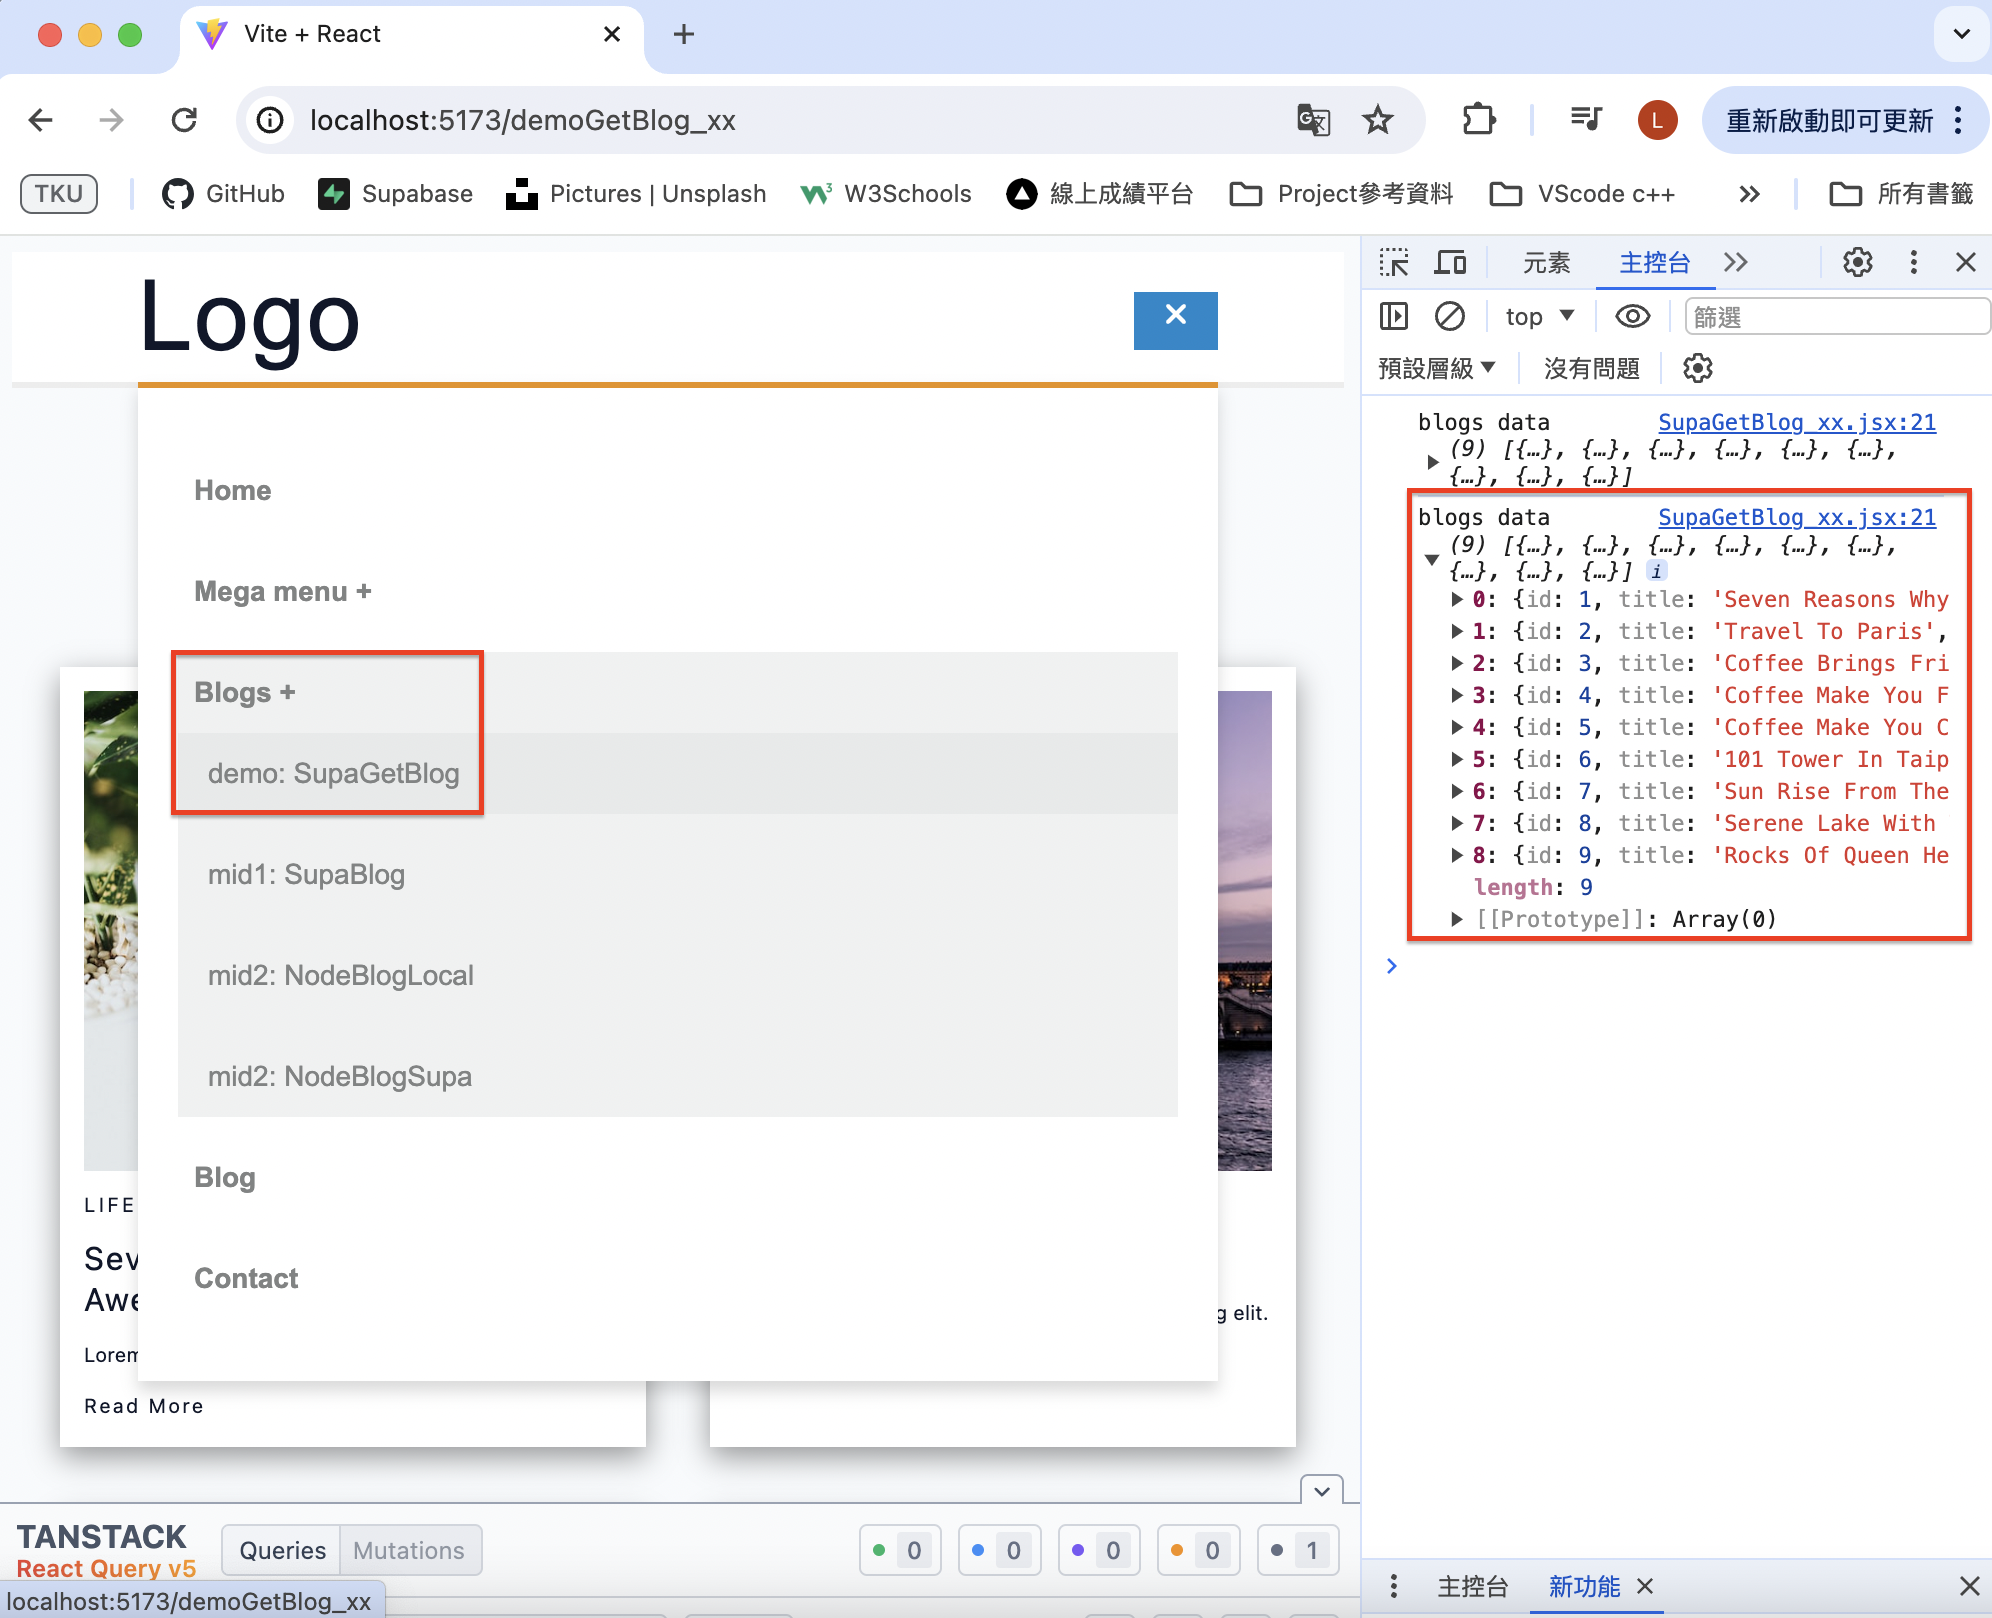 Vite + React
localhost:5173/demoGetBlog_xx
L
重新啟動即可更新
TKU
GitHub
Supabase
Pictures | Unsplash
W3Schools
線上成績平台
Project參考資料
VScode c++
所有書籤
Logo
Home
Mega menu +
Blogs +
demo: SupaGetBlog
mid1: SupaBlog
mid2: NodeBlogLocal
mid2: NodeBlogSupa
Blog
Contact
LIFE
Sev
Awe
Lorem
Read More
g elit.
TANSTACK
React Query v5
Queries
Mutations
0
0
0
0
1
localhost:5173/demoGetBlog_xx
元素
主控台
top
篩選
預設層級
沒有問題
blogs data SupaGetBlog_xx.jsx:21
(9) [{…}, {…}, {…}, {…}, {…}, {…},
{…}, {…}, {…}]
blogs data SupaGetBlog_xx.jsx:21
(9) [{…}, {…}, {…}, {…}, {…}, {…},
{…}, {…}, {…}] i
0: {id: 1, title: 'Seven Reasons Why
1: {id: 2, title: 'Travel To Paris',
2: {id: 3, title: 'Coffee Brings Fri
3: {id: 4, title: 'Coffee Make You F
4: {id: 5, title: 'Coffee Make You C
5: {id: 6, title: '101 Tower In Taip
6: {id: 7, title: 'Sun Rise From The
7: {id: 8, title: 'Serene Lake With
8: {id: 9, title: 'Rocks Of Queen He
length: 9
[[Prototype]]: Array(0)
主控台
新功能